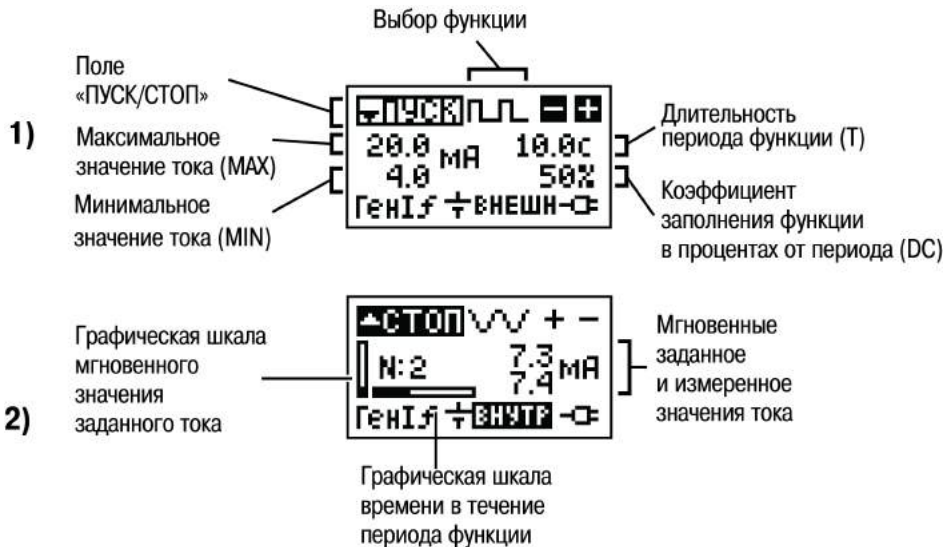 Выбор функции
1)
Поле
«ПУСК/СТОП»
Максимальное
значение тока (MAX)
Минимальное
значение тока (MIN)
ПУСК
20.0 мА 10.0с
4.0 50%
ГенIf ВНЕШН
Длительность
периода функции (T)
Коэффициент
заполнения функции
в процентах от периода (DC)
2)
Графическая шкала
мгновенного
значения
заданного тока
СТОП + −
N:2 7.3 мА
7.4
ГенIf ВНУТР
Мгновенные
заданное
и измеренное
значения тока
Графическая шкала
времени в течение
периода функции